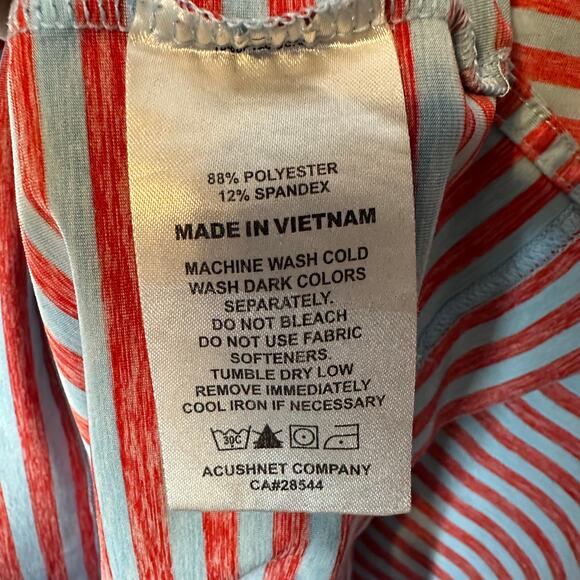 88% POLYESTER
12% SPANDEX
MADE IN VIETNAM
MACHINE WASH COLD
WASH DARK COLORS
SEPARATELY.
DO NOT BLEACH
DO NOT USE FABRIC
SOFTENERS.
TUMBLE DRY LOW
REMOVE IMMEDIATELY
COOL IRON IF NECESSARY
30C
ACUSHNET COMPANY
CA#28544